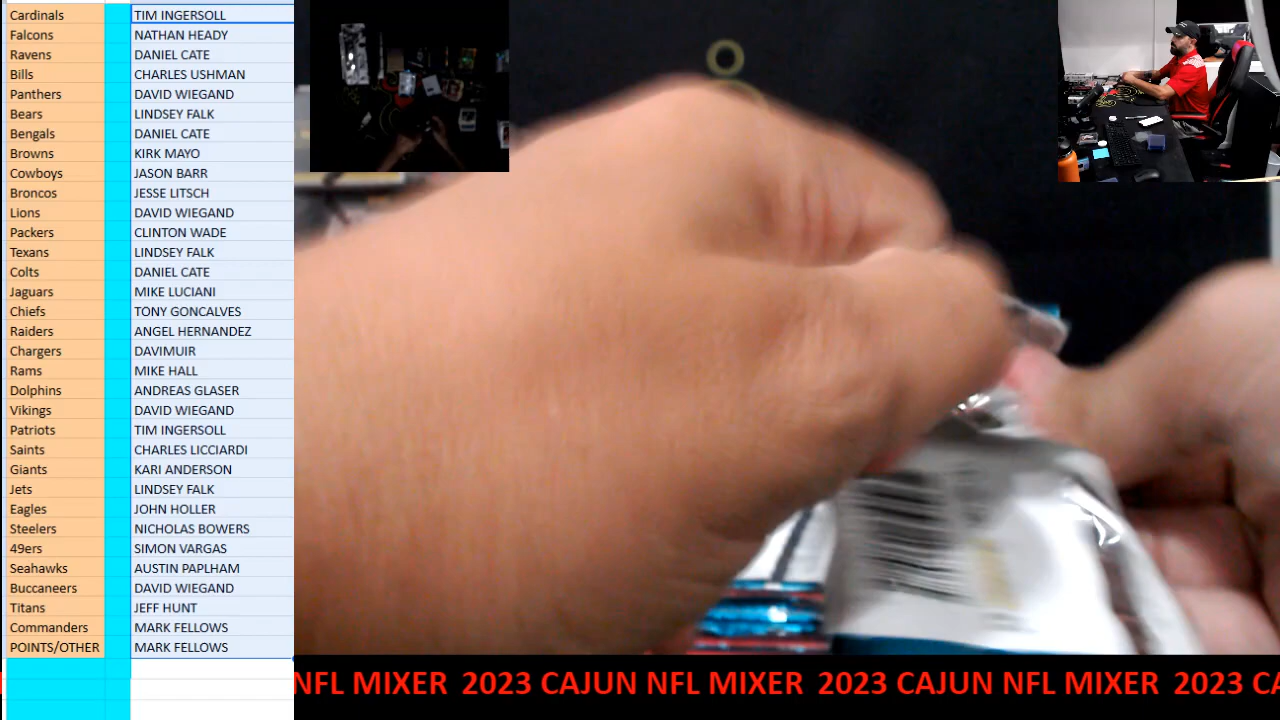 Cardinals TIM INGERSOLL
Falcons NATHAN HEADY
Ravens DANIEL CATE
Bills CHARLES USHMAN
Panthers DAVID WIEGAND
Bears LINDSEY FALK
Bengals DANIEL CATE
Browns KIRK MAYO
Cowboys JASON BARR
Broncos JESSE LITSCH
Lions DAVID WIEGAND
Packers CLINTON WADE
Texans LINDSEY FALK
Colts DANIEL CATE
Jaguars MIKE LUCIANI
Chiefs TONY GONCALVES
Raiders ANGEL HERNANDEZ
Chargers DAVIMUIR
Rams MIKE HALL
Dolphins ANDREAS GLASER
Vikings DAVID WIEGAND
Patriots TIM INGERSOLL
Saints CHARLES LICCIARDI
Giants KARI ANDERSON
Jets LINDSEY FALK
Eagles JOHN HOLLER
Steelers NICHOLAS BOWERS
49ers SIMON VARGAS
Seahawks AUSTIN PAPLHAM
Buccaneers DAVID WIEGAND
Titans JEFF HUNT
Commanders MARK FELLOWS
POINTS/OTHER MARK FELLOWS
NFL MIXER 2023 CAJUN NFL MIXER 2023 CAJUN NFL MIXER 2023 CA